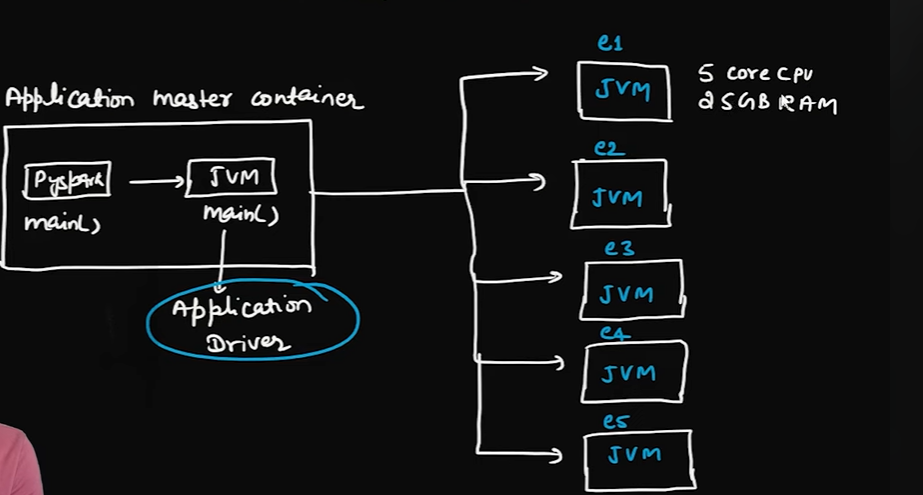 Application master container
Pyspark
main()
JVM
main()
Application
Driver
e1
JVM
5 core CPU
25GB RAM
e2
JVM
e3
JVM
e4
JVM
e5
JVM